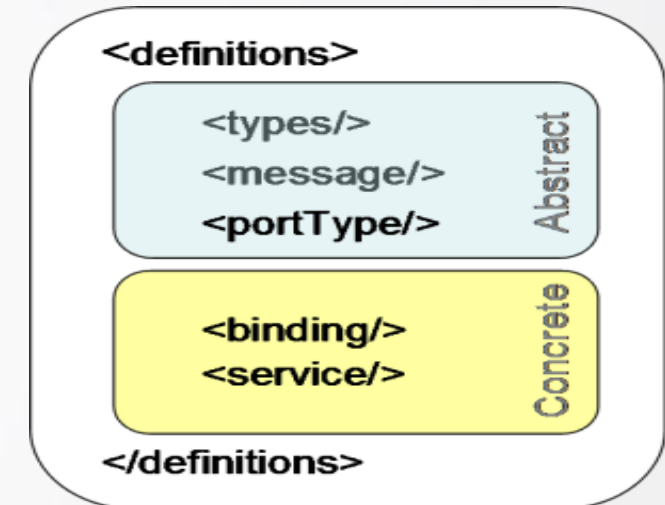 <definitions>
<types/>
<message/>
<portType/>
Abstract
<binding/>
<service/>
Concrete
</definitions>